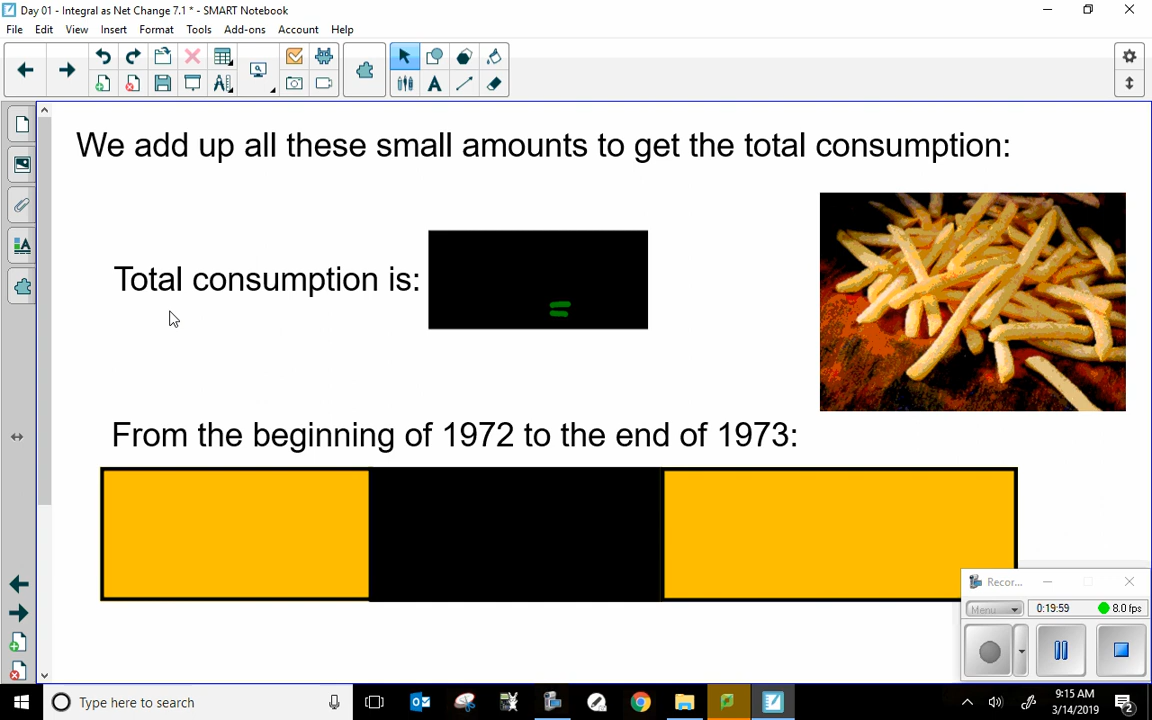 Day 01 - Integral as Net Change 7.1 * - SMART Notebook
File Edit View Insert Format Tools Add-ons Account Help
We add up all these small amounts to get the total consumption:
Total consumption is:
=
From the beginning of 1972 to the end of 1973:
Recor...
Menu 0:19:59 8.0 fps
Type here to search
9:15 AM
3/14/2019
2